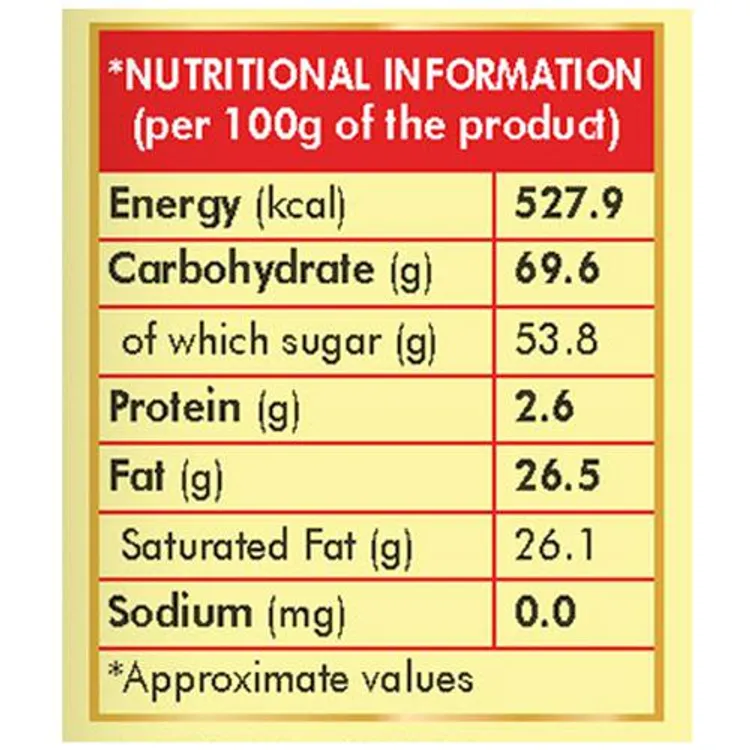 *NUTRITIONAL INFORMATION
(per 100g of the product)
Energy (kcal) 527.9
Carbohydrate (g) 69.6
of which sugar (g) 53.8
Protein (g) 2.6
Fat (g) 26.5
Saturated Fat (g) 26.1
Sodium (mg) 0.0
*Approximate values